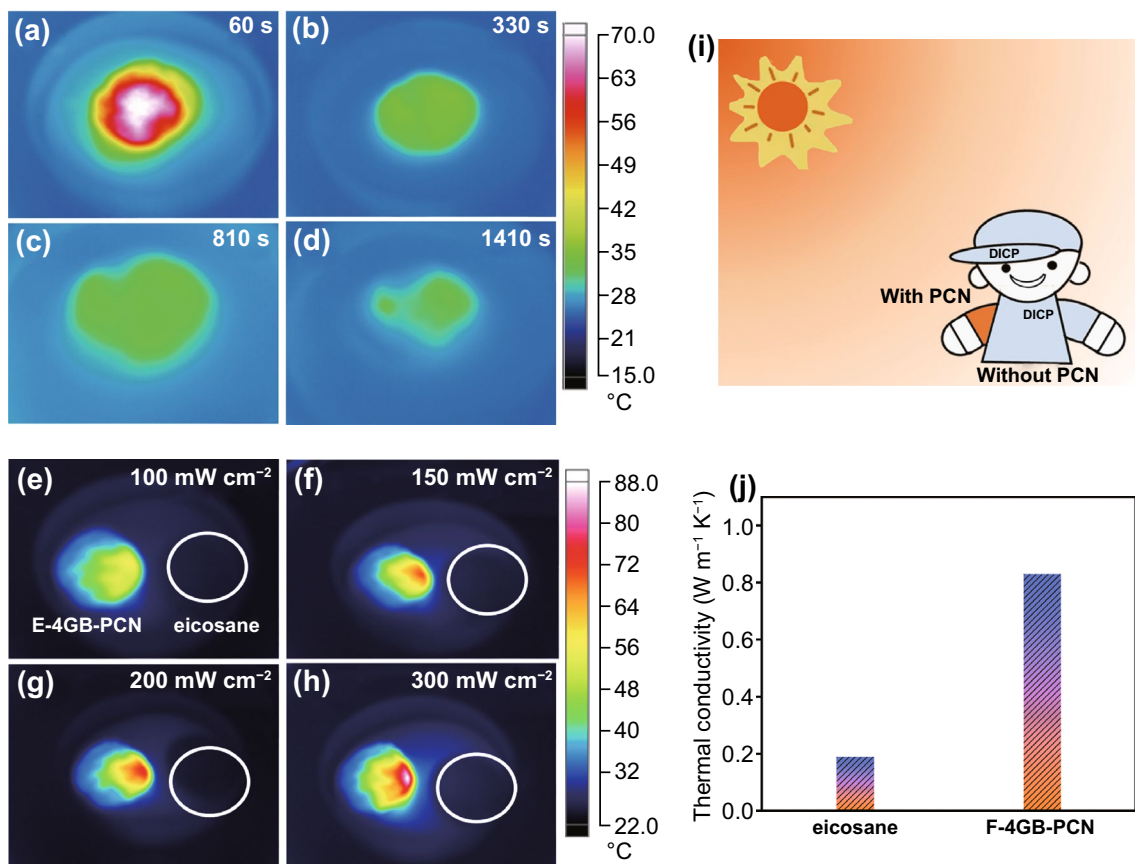 (a) 60 s
(b) 330 s
(c) 810 s
(d) 1410 s
70.0
63
56
49
42
35
28
21
15.0
°C
(i)
DICP
With PCN
DICP
Without PCN
(e) 100 mW cm⁻²
E-4GB-PCN eicosane
(f) 150 mW cm⁻²
(g) 200 mW cm⁻²
(h) 300 mW cm⁻²
88.0
80
72
64
56
48
40
32
22.0
°C
(j)
Thermal conductivity (W m⁻¹ K⁻¹)
1.0
0.8
0.6
0.4
0.2
0.0
eicosane F-4GB-PCN